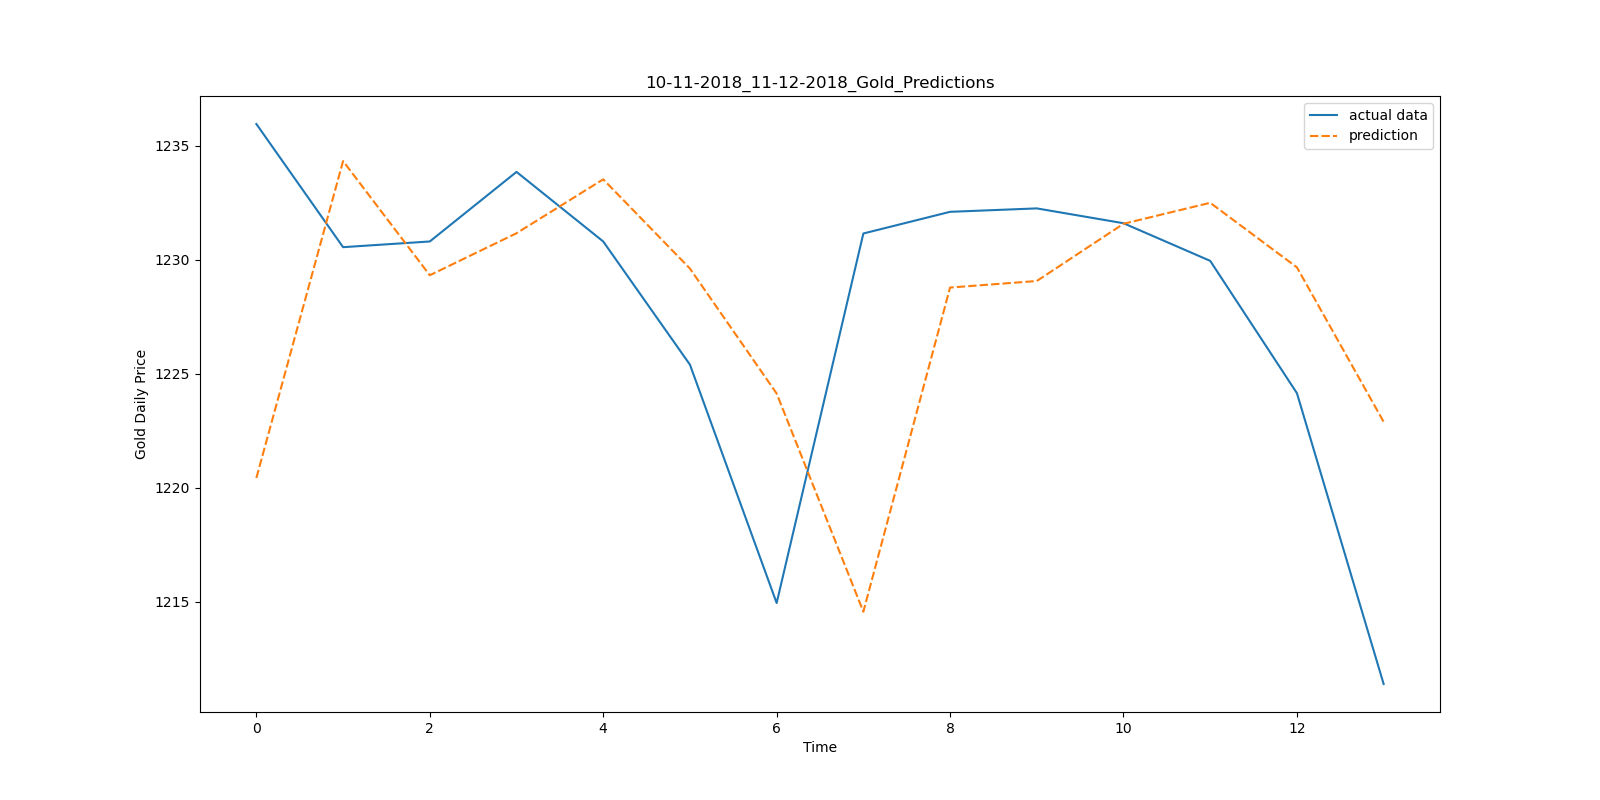 10-11-2018_11-12-2018_Gold_Predictions
actual data
prediction
Gold Daily Price
1235
1230
1225
1220
1215
0 2 4 6 8 10 12
Time